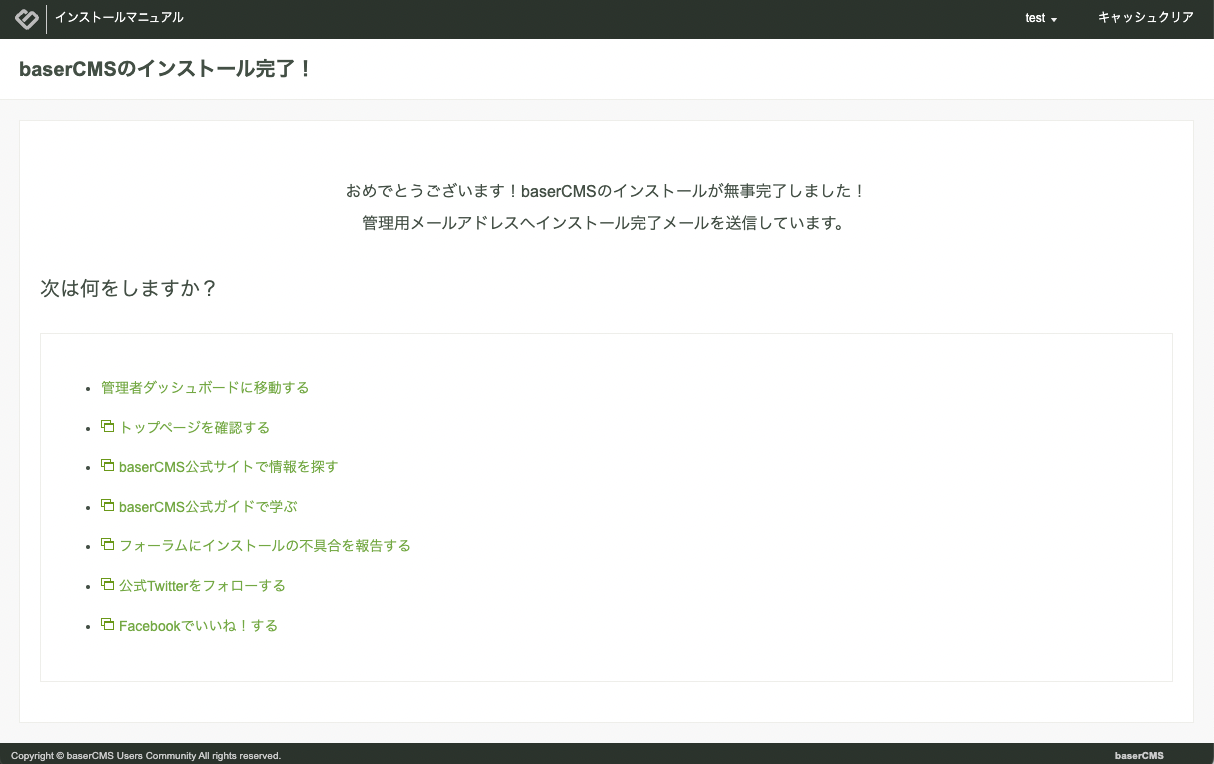 インストールマニュアル
test
キャッシュクリア
baserCMSのインストール完了！
おめでとうございます！baserCMSのインストールが無事完了しました！
管理用メールアドレスへインストール完了メールを送信しています。
次は何をしますか？
管理者ダッシュボードに移動する
トップページを確認する
baserCMS公式サイトで情報を探す
baserCMS公式ガイドで学ぶ
フォーラムにインストールの不具合を報告する
公式Twitterをフォローする
Facebookでいいね！する
Copyright © baserCMS Users Community All rights reserved.
baserCMS